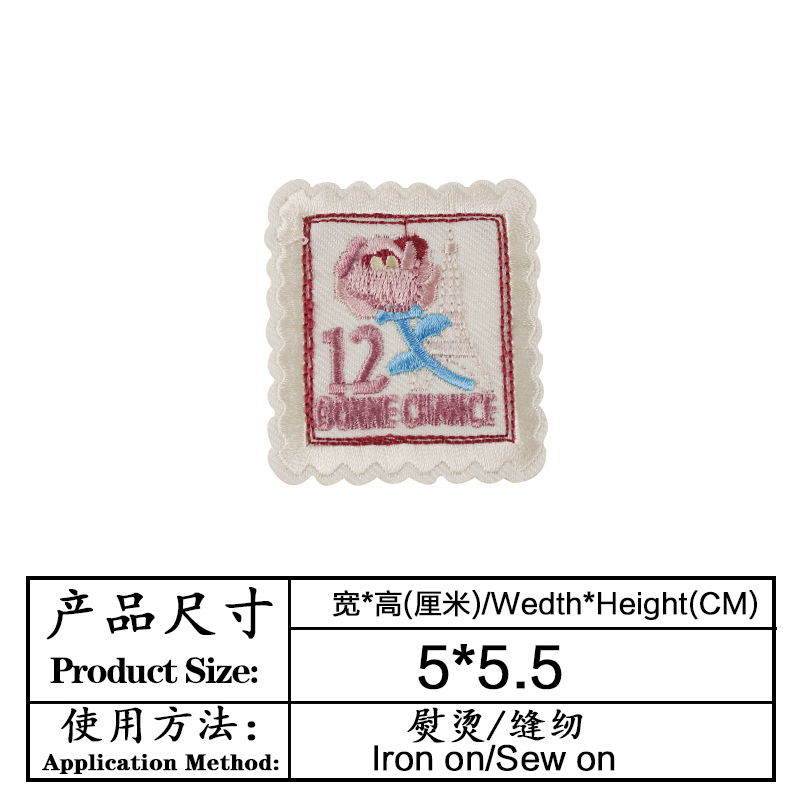 12
BONNE CHANCE
产品尺寸
Product Size:
宽*高(厘米)/Wedth*Height(CM)
5*5.5
使用方法:
Application Method:
熨烫/缝纫
Iron on/Sew on